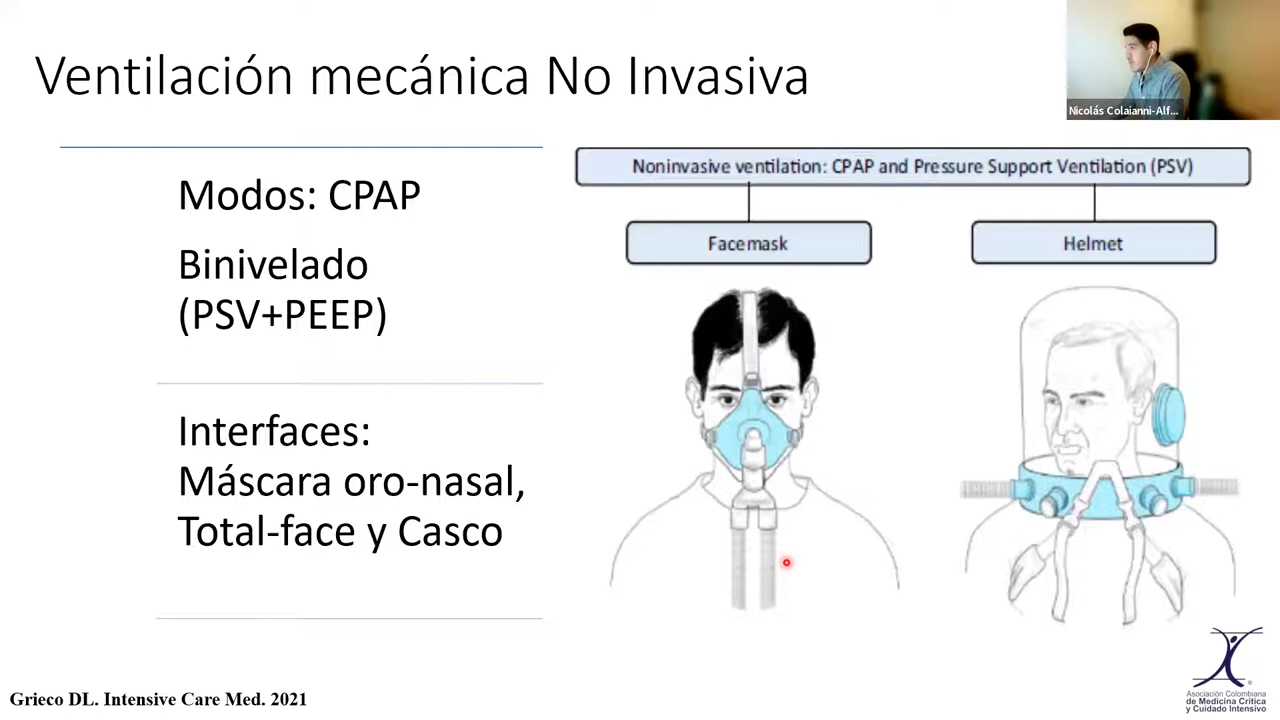 Ventilación mecánica No Invasiva
Nicolás Colaianni-Alf...
Modos: CPAP
Binivelado
(PSV+PEEP)
Interfaces:
Máscara oro-nasal,
Total-face y Casco
Noninvasive ventilation: CPAP and Pressure Support Ventilation (PSV)
Facemask
Helmet
Grieco DL. Intensive Care Med. 2021
Asociación Colombiana
de Medicina Crítica
y Cuidado Intensivo